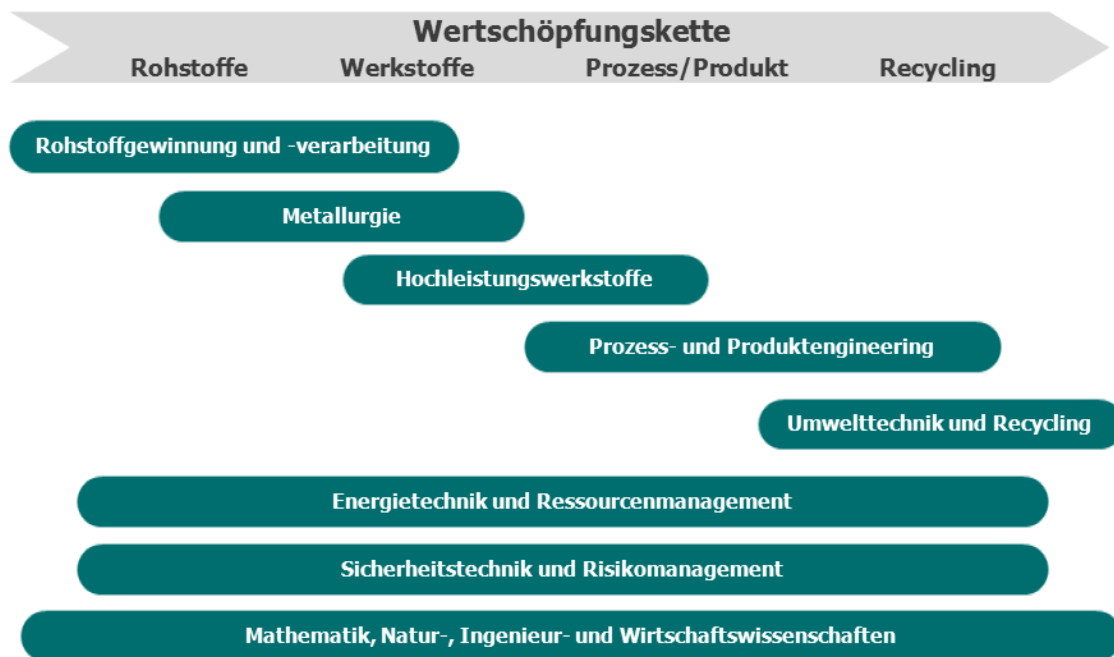 Wertschöpfungskette
Rohstoffe Werkstoffe Prozess/Produkt Recycling
Rohstoffgewinnung und -verarbeitung
Metallurgie
Hochleistungswerkstoffe
Prozess- und Produktengineering
Umwelttechnik und Recycling
Energietechnik und Ressourcenmanagement
Sicherheitstechnik und Risikomanagement
Mathematik, Natur-, Ingenieur- und Wirtschaftswissenschaften